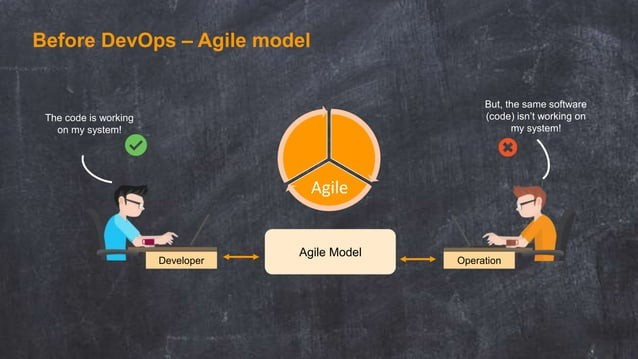 Before DevOps – Agile model
The code is working
on my system!
But, the same software
(code) isn't working on
my system!
Agile
Developer
Agile Model
Operation